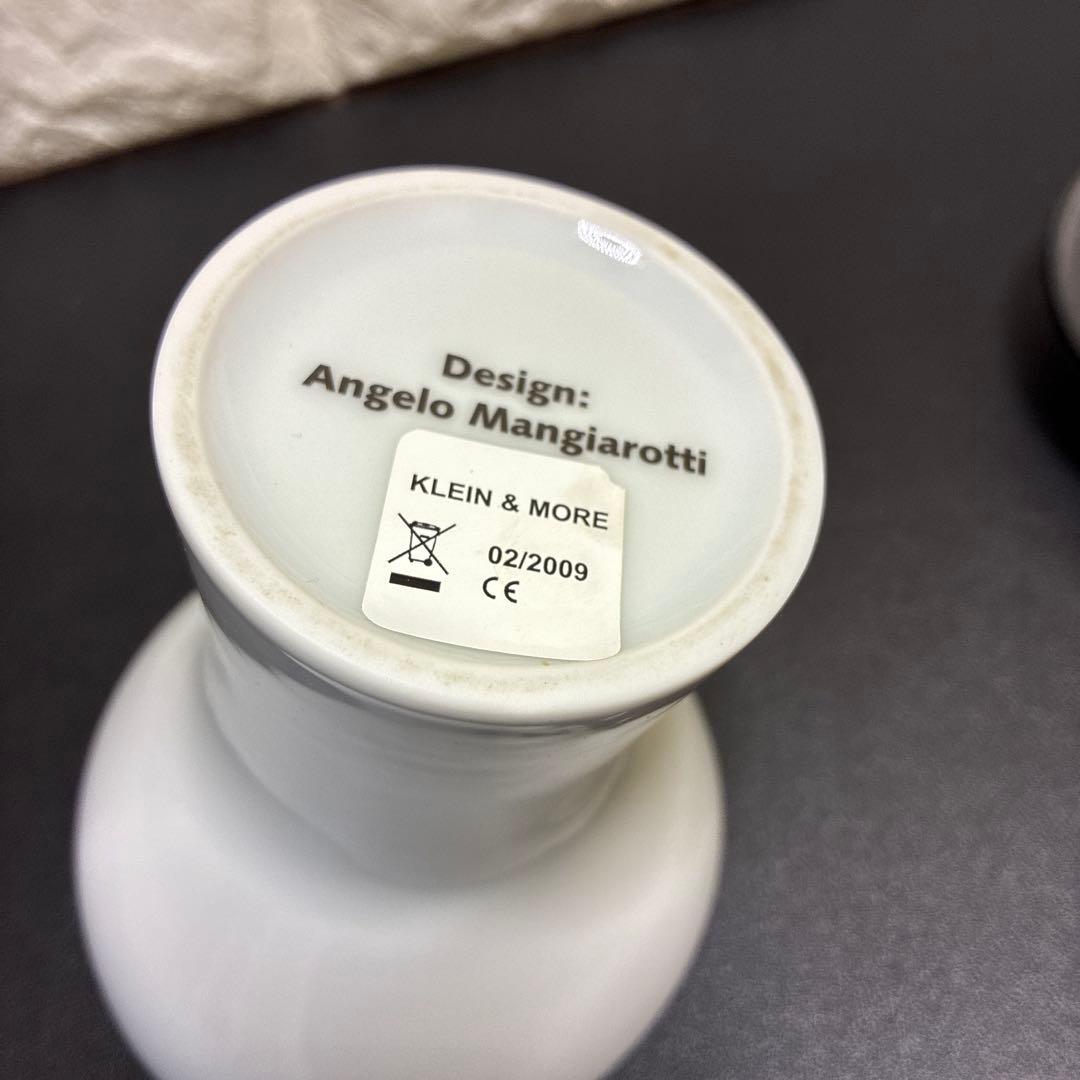 Design:
Angelo Mangiarotti
KLEIN & MORE
02/2009
CE